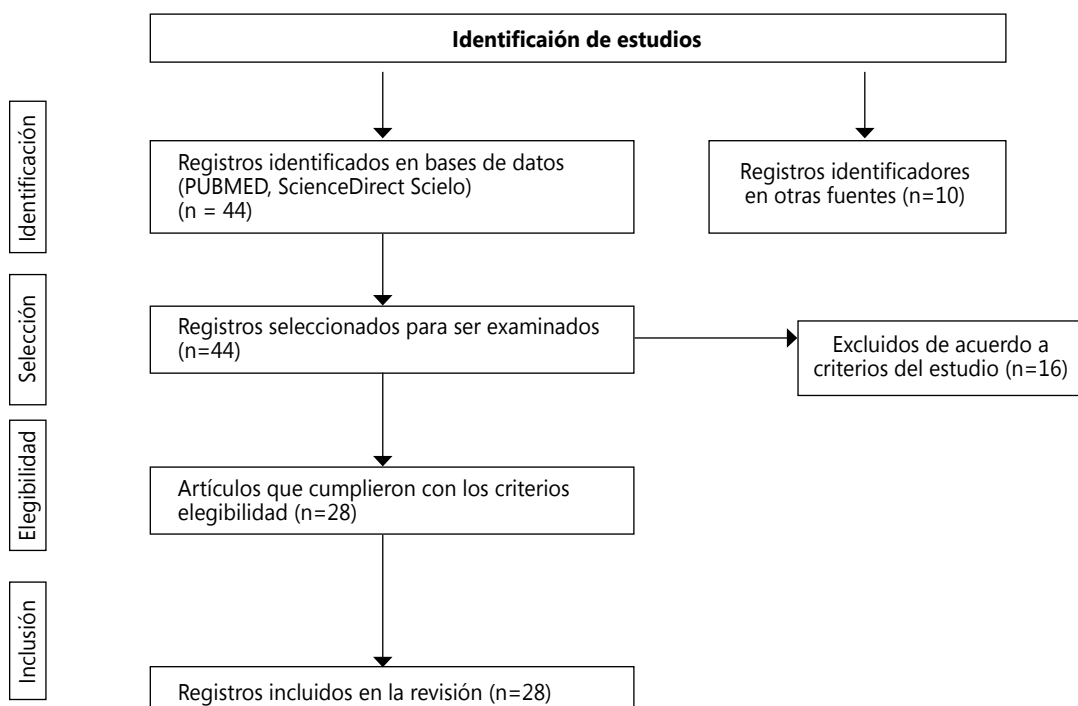 Identificaión de estudios
Identificación
Registros identificados en bases de datos
(PUBMED, ScienceDirect Scielo)
(n = 44)
Registros identificadores
en otras fuentes (n=10)
Selección
Registros seleccionados para ser examinados
(n=44)
Excluidos de acuerdo a
criterios del estudio (n=16)
Elegibilidad
Artículos que cumplieron con los criterios
elegibilidad (n=28)
Inclusión
Registros incluidos en la revisión (n=28)